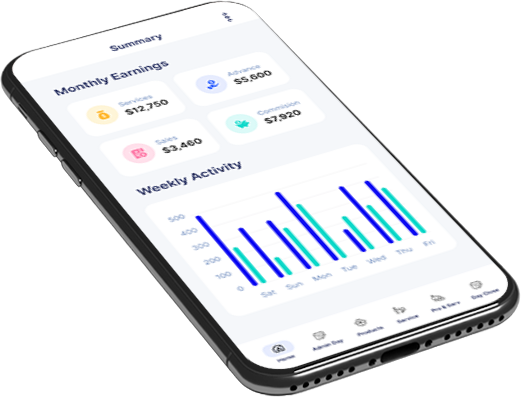 Summary
Monthly Earnings
Services
$12,750
Advance
$5,600
Sales
$3,460
Commision
$7,920
Weekly Activity
500
400
300
200
100
0
Sat
Sun
Mon
Tue
Wed
Thu
Fri
Home
Admin Day
Products
Service
Pro & Serv
Day Close